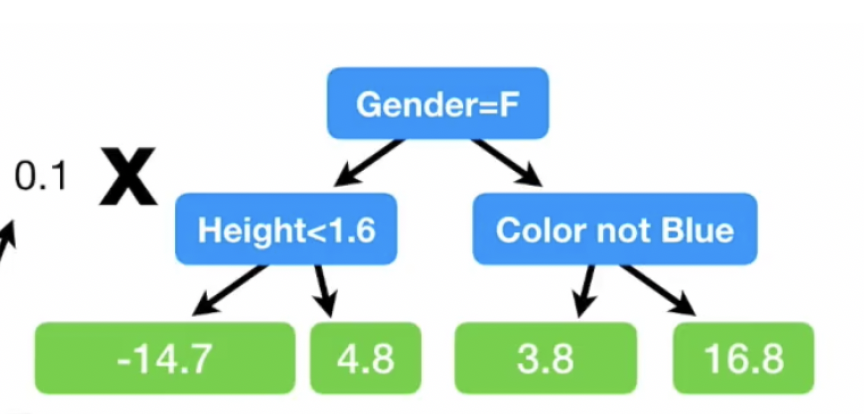 Gender=F
0.1 X
Height<1.6
Color not Blue
-14.7
4.8
3.8
16.8